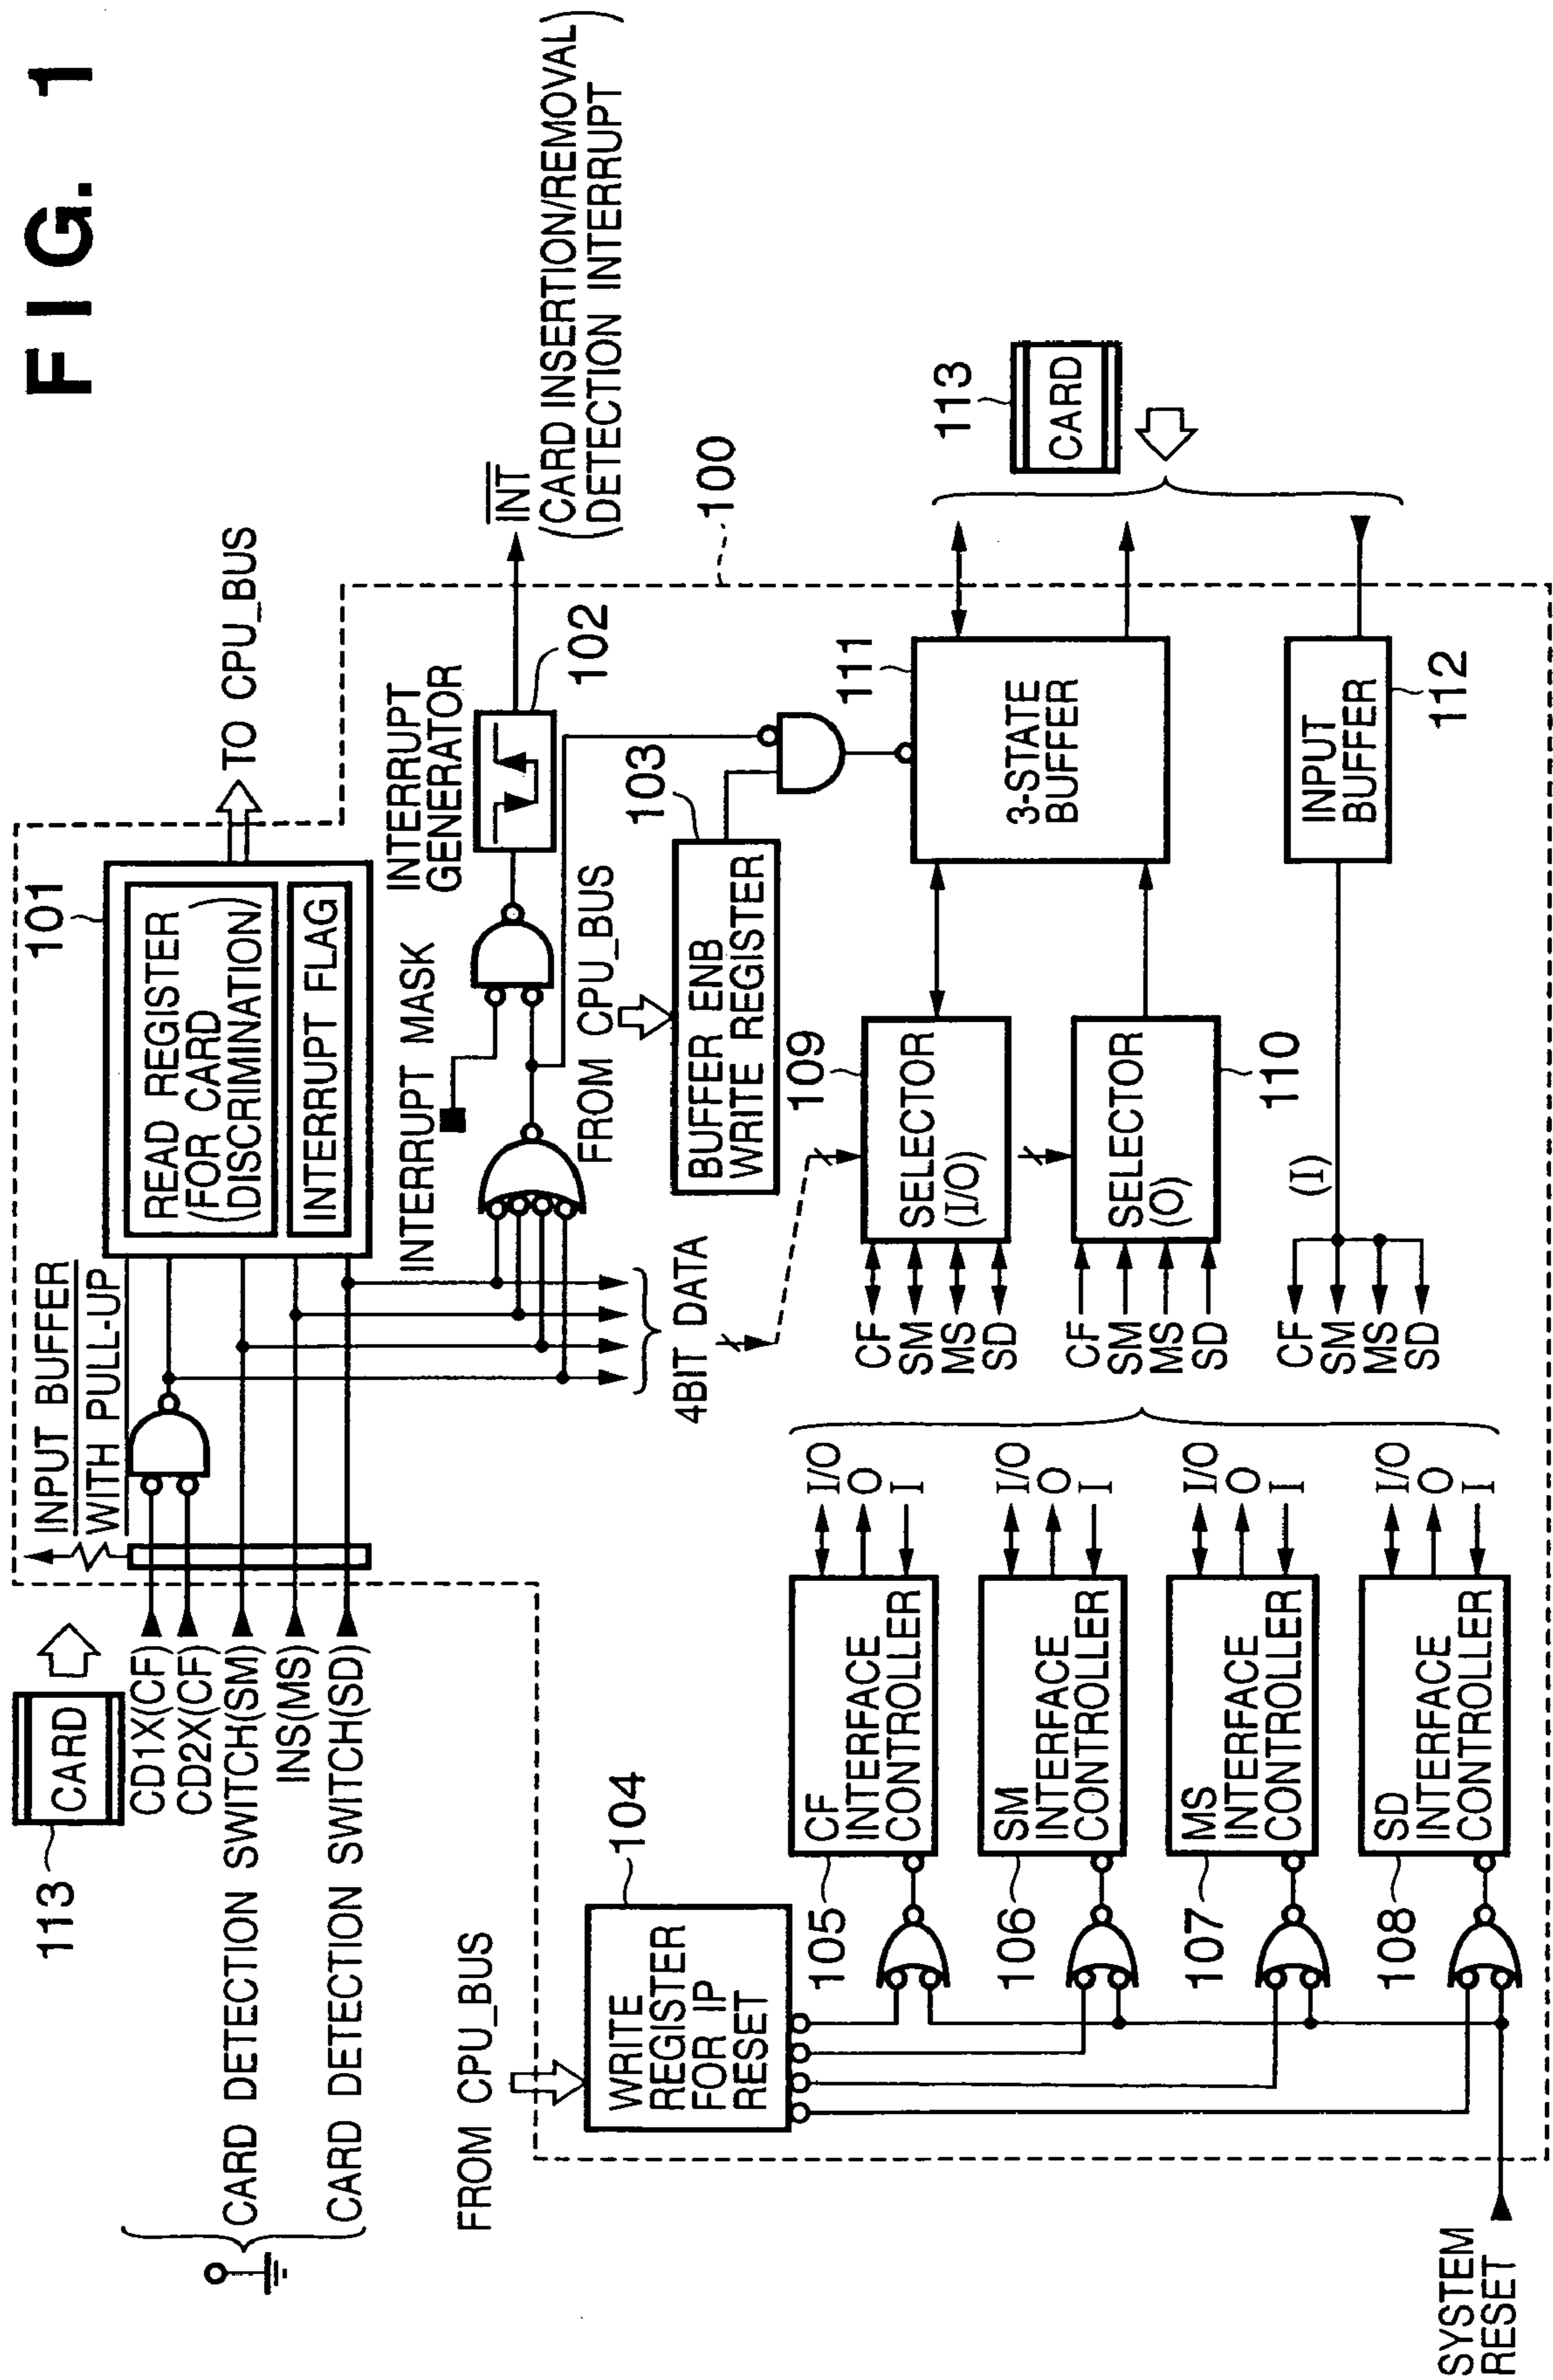 FIG. 1
113
CARD
CD1X(CF)
CD2X(CF)
CARD DETECTION SWITCH(SM)
INS(MS)
CARD DETECTION SWITCH(SD)
INPUT BUFFER
WITH PULL-UP
101
READ REGISTER
(FOR CARD
DISCRIMINATION)
INTERRUPT FLAG
TO CPU_BUS
INTERRUPT MASK
INTERRUPT
GENERATOR
102
INT
(CARD INSERTION/REMOVAL
DETECTION INTERRUPT)
100
4BIT DATA
FROM CPU_BUS
103
BUFFER ENB
WRITE REGISTER
FROM CPU_BUS
104
WRITE
REGISTER
FOR IP
RESET
105
CF
INTERFACE
CONTROLLER
I/O
O
I
106
SM
INTERFACE
CONTROLLER
I/O
O
I
107
MS
INTERFACE
CONTROLLER
I/O
O
I
108
SD
INTERFACE
CONTROLLER
I/O
O
I
SYSTEM
RESET
CF
SM
MS
SD
109
SELECTOR
(I/O)
CF
SM
MS
SD
110
SELECTOR
(O)
CF
SM
MS
SD
(I)
111
3-STATE
BUFFER
112
INPUT
BUFFER
113
CARD